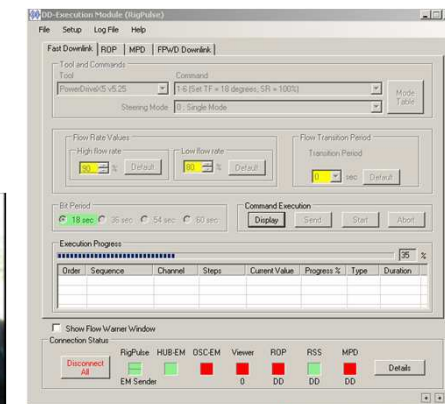 DD-Execution Module (RigPulse)
File Setup Log File Help
Fast Downlink ROP MPD FPWD Downlink
Tool and Commands
Tool Command
PowerDriveX5 v5.25 1-6 (Set TF = 18 degrees, SR = 100%)
Mode Table
Steering Mode 0 : Single Mode
Flow Rate Values Flow Transition Period
High flow rate Low flow rate Transition Period
90 % Default 80 % Default 0 sec Default
Bit Period Command Execution
18 sec 36 sec 54 sec 60 sec Display Send Start Abort
Execution Progress
35 %
Order Sequence Channel Steps Current Value Progress % Type Duration
Show Flow Warner Window
Connection Status
RigPulse HUB-EM OSC-EM Viewer ROP RSS MPD
Disconnect All Details
EM Sender 0 DD DD DD